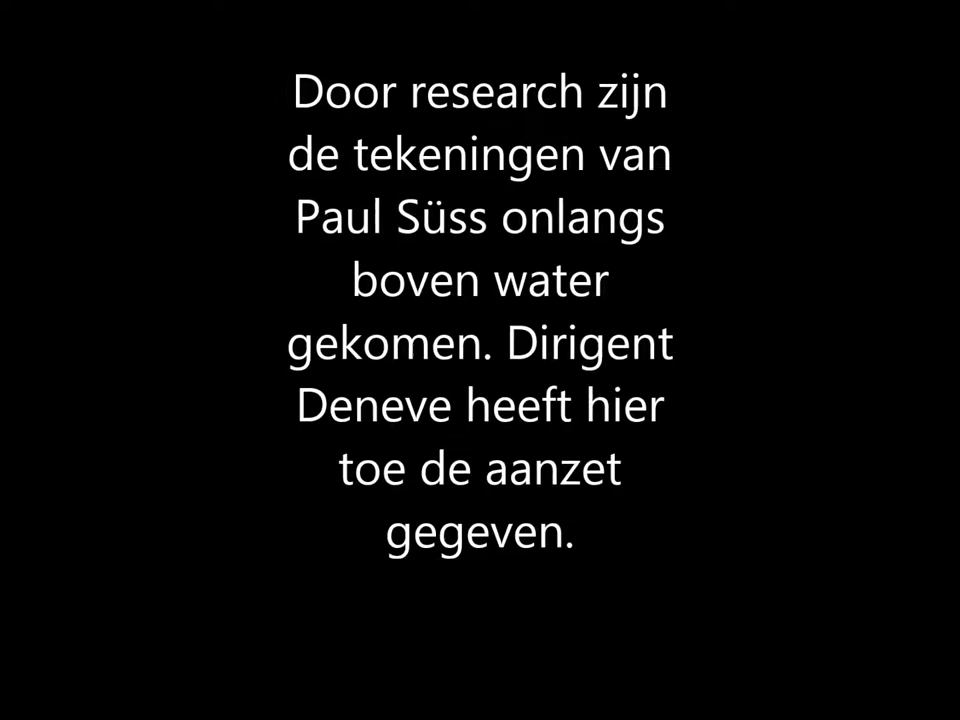 Door research zijn
de tekeningen van
Paul Süss onlangs
boven water
gekomen. Dirigent
Deneve heeft hier
toe de aanzet
gegeven.